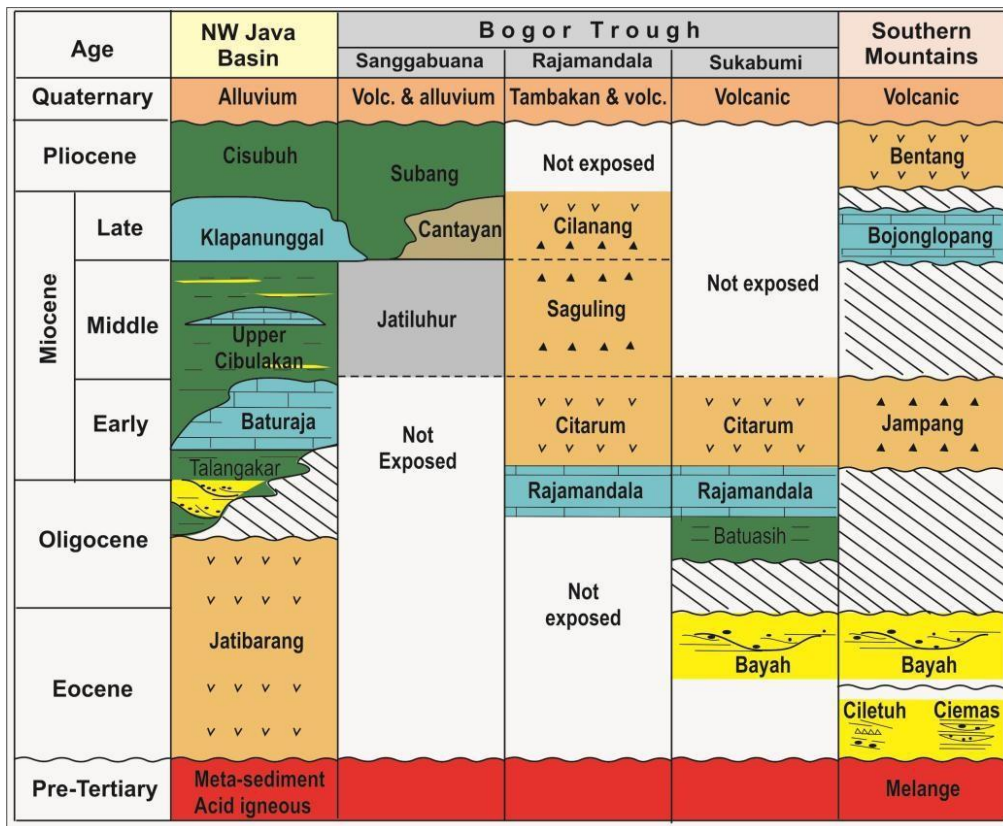 Age
NW Java
Basin
Bogor Trough
Southern
Mountains
Sanggabuana
Rajamandala
Sukabumi
Quaternary
Alluvium
Volc. & alluvium
Tambakan & volc.
Volcanic
Volcanic
Pliocene
Cisubuh
Subang
Not exposed
Bentang
Miocene
Late
Klapanunggal
Cantayan
Cilanang
Not exposed
Bojonglopang
Middle
Upper
Cibulakan
Jatiluhur
Saguling
Early
Baturaja
Talangakar
Not
Exposed
Citarum
Citarum
Jampang
Rajamandala
Rajamandala
Oligocene
Batuasih
Not
exposed
Eocene
Jatibarang
Bayah
Bayah
Ciletuh
Ciemas
Pre-Tertiary
Meta-sediment
Acid igneous
Melange